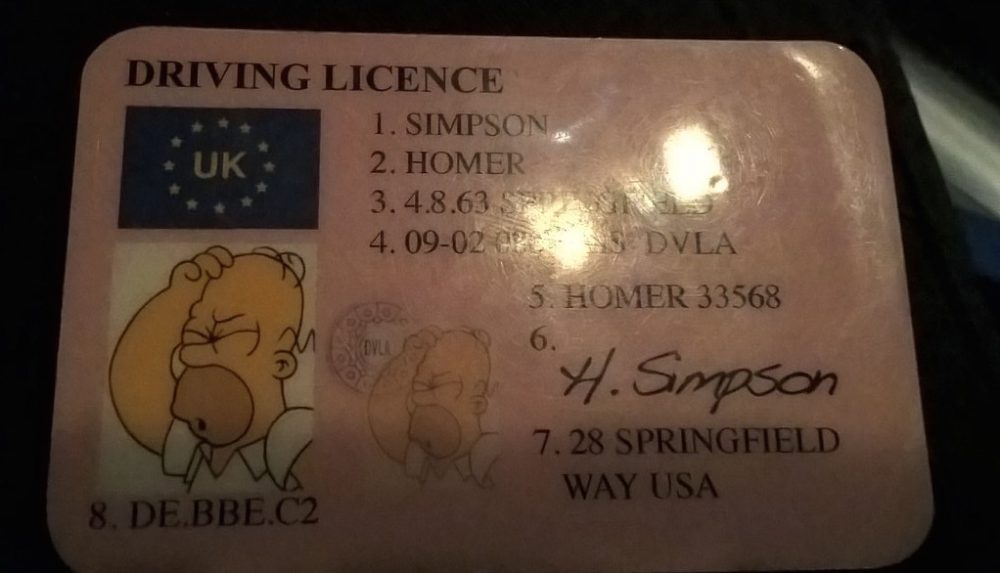 DRIVING LICENCE
UK
1. SIMPSON
2. HOMER
3. 4.8.63 SPRINGFIELD
4. 09-02 DVLA
5. HOMER 33568
6.
H. Simpson
DVLA
7. 28 SPRINGFIELD
WAY USA
8. DE.BBE.C2